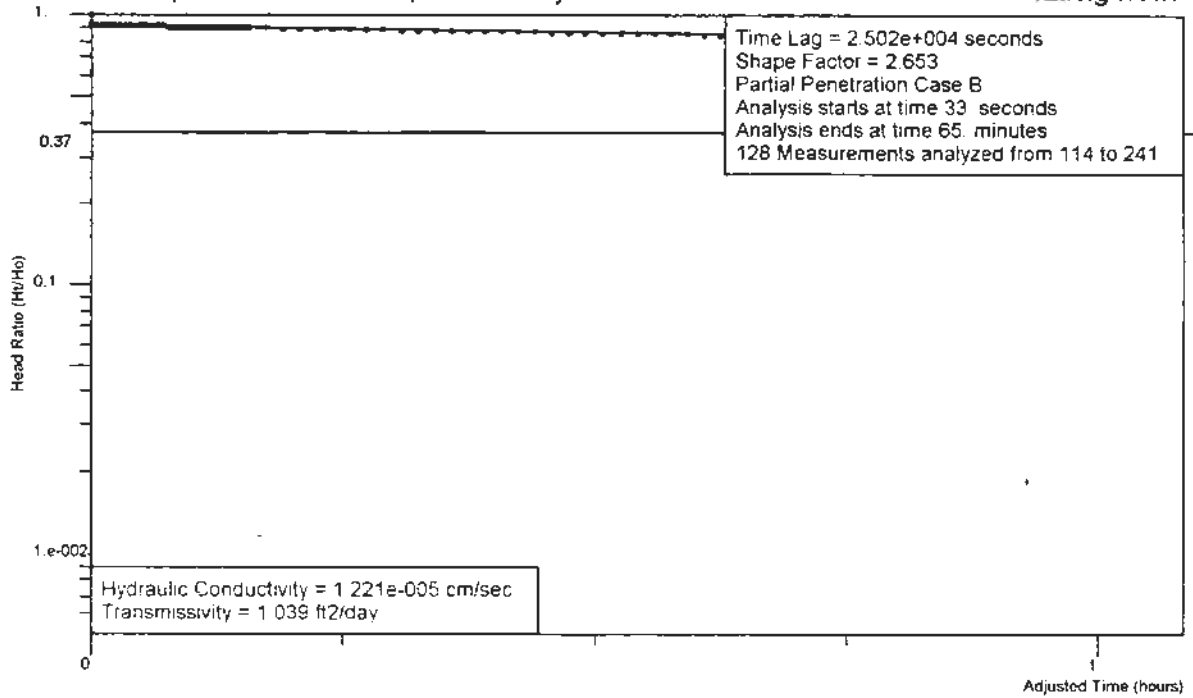 1.
Time Lag = 2.502e+004 seconds
Shape Factor = 2.653
Partial Penetration Case B
Analysis starts at time 33 seconds
Analysis ends at time 65. minutes
128 Measurements analyzed from 114 to 241
0.37
Head Ratio (Ht/Ho)
0.1
1.e-002
Hydraulic Conductivity = 1 221e-005 cm/sec
Transmissivity = 1 039 ft2/day
0
1
Adjusted Time (hours)